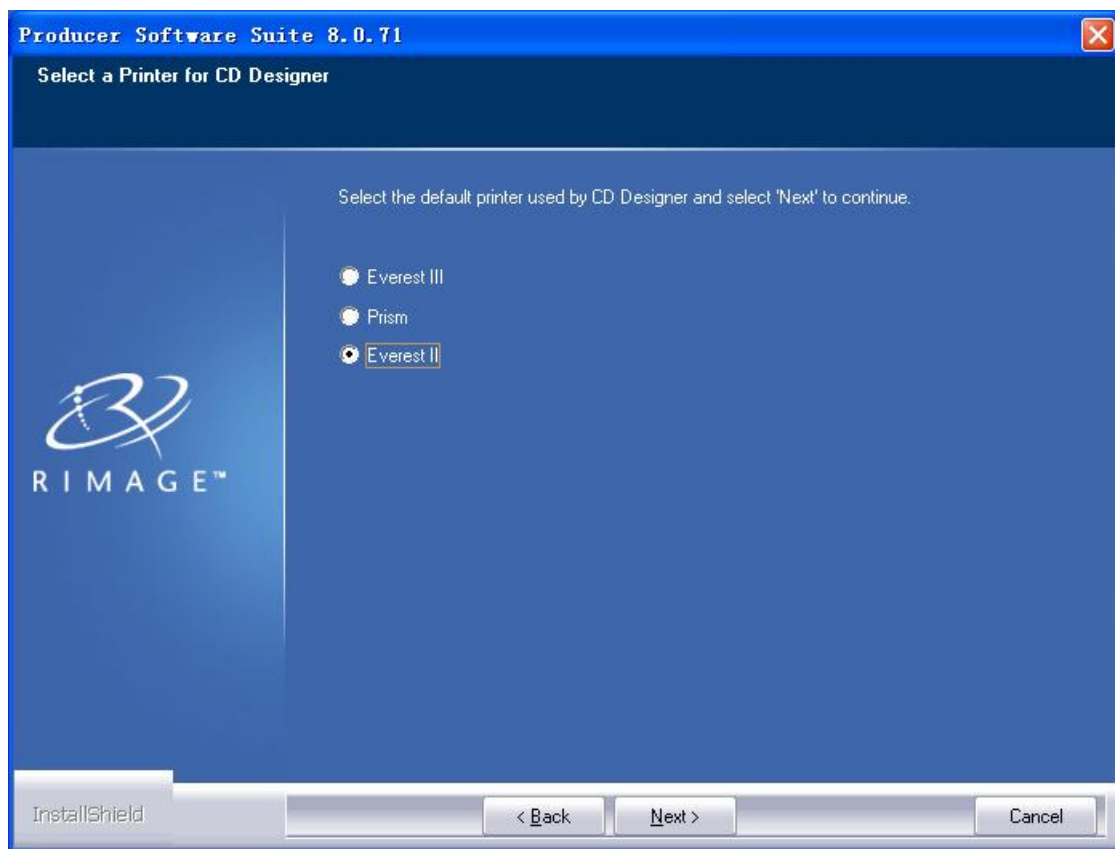 Producer Software Suite 8.0.71
Select a Printer for CD Designer
Select the default printer used by CD Designer and select 'Next' to continue.
Everest III
Prism
Everest II
RIMAGE™
InstallShield
< Back
Next >
Cancel